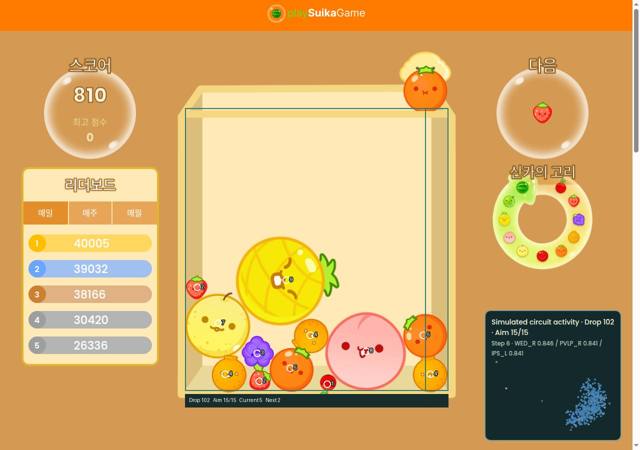 playSuikaGame
스코어
810
최고 점수
0
리더보드
매일
매주
매월
1 40005
2 39032
3 38166
4 30420
5 26336
다음
산카의 고리
Simulated circuit activity · Drop 102
· Aim 15/15
Step 6 · WED_R 0.846 / PVLP_R 0.841 /
IPS_L 0.841
Drop 102 Aim 15/15 Current 5 Next 2